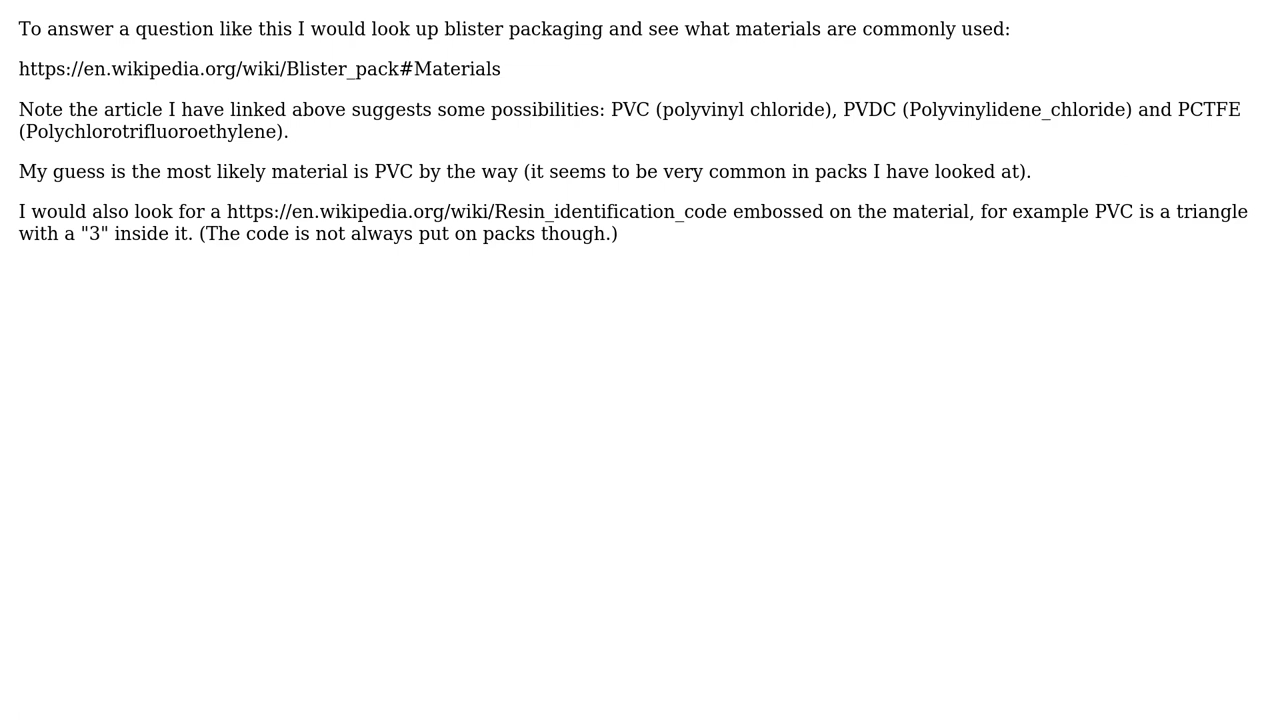 To answer a question like this I would look up blister packaging and see what materials are commonly used:
https://en.wikipedia.org/wiki/Blister_pack#Materials
Note the article I have linked above suggests some possibilities: PVC (polyvinyl chloride), PVDC (Polyvinylidene_chloride) and PCTFE
(Polychlorotrifluoroethylene).
My guess is the most likely material is PVC by the way (it seems to be very common in packs I have looked at).
I would also look for a https://en.wikipedia.org/wiki/Resin_identification_code embossed on the material, for example PVC is a triangle
with a "3" inside it. (The code is not always put on packs though.)